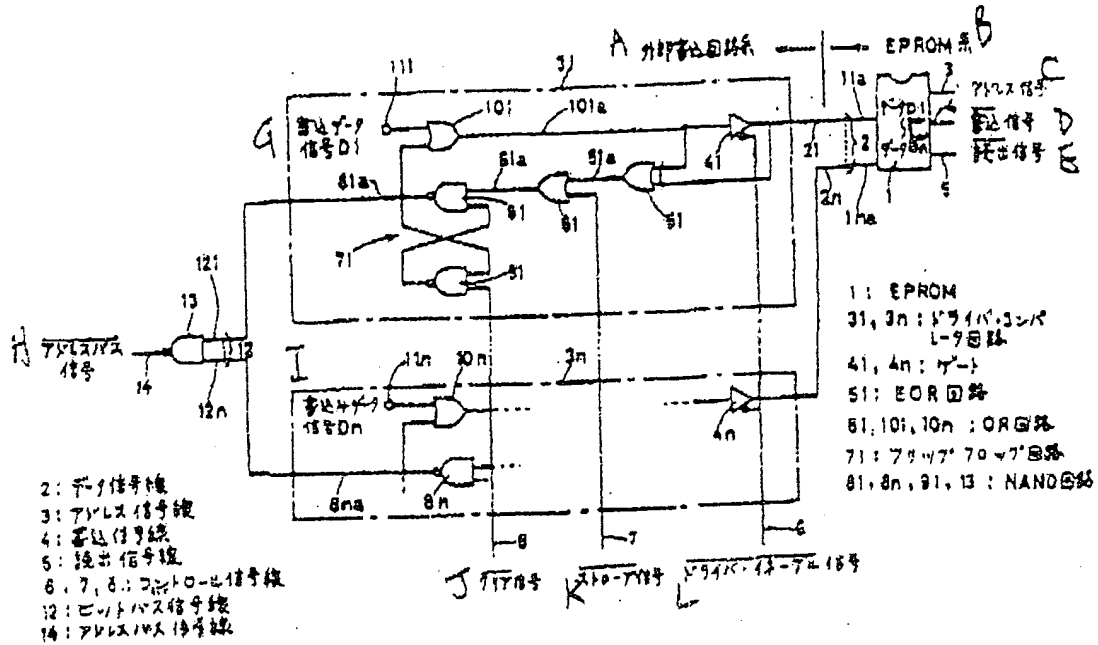 A 外部書込回路系
EPROM系 B
31
111
101
101a
11a
3
C
アドレス信号
G
書込データ
信号D1
データD1
4
書込信号 D
41
21
2
データDn
読出信号 E
81a
61a
51a
81
61
51
2n
1na
1
5
71
91
121
13
H アドレスパス
信号
12
14
12n
I
11n
10n
3n
書込みデータ
信号Dn
4n
8na
8n
8
7
6
J クリア信号
K ストローブ信号
L ドライバ・イネーブル信号
1: EPROM
31, 3n: ドライバ・コンパ
レータ回路
41, 4n: ゲート
51: EOR回路
61, 101, 10n: OR回路
71: フリップフロップ回路
81, 8n, 91, 13: NAND回路
2: データ信号線
3: アドレス信号線
4: 書込信号線
5: 読出信号線
6, 7, 8: コントロール信号線
12: ビットパス信号線
14: アドレスパス信号線